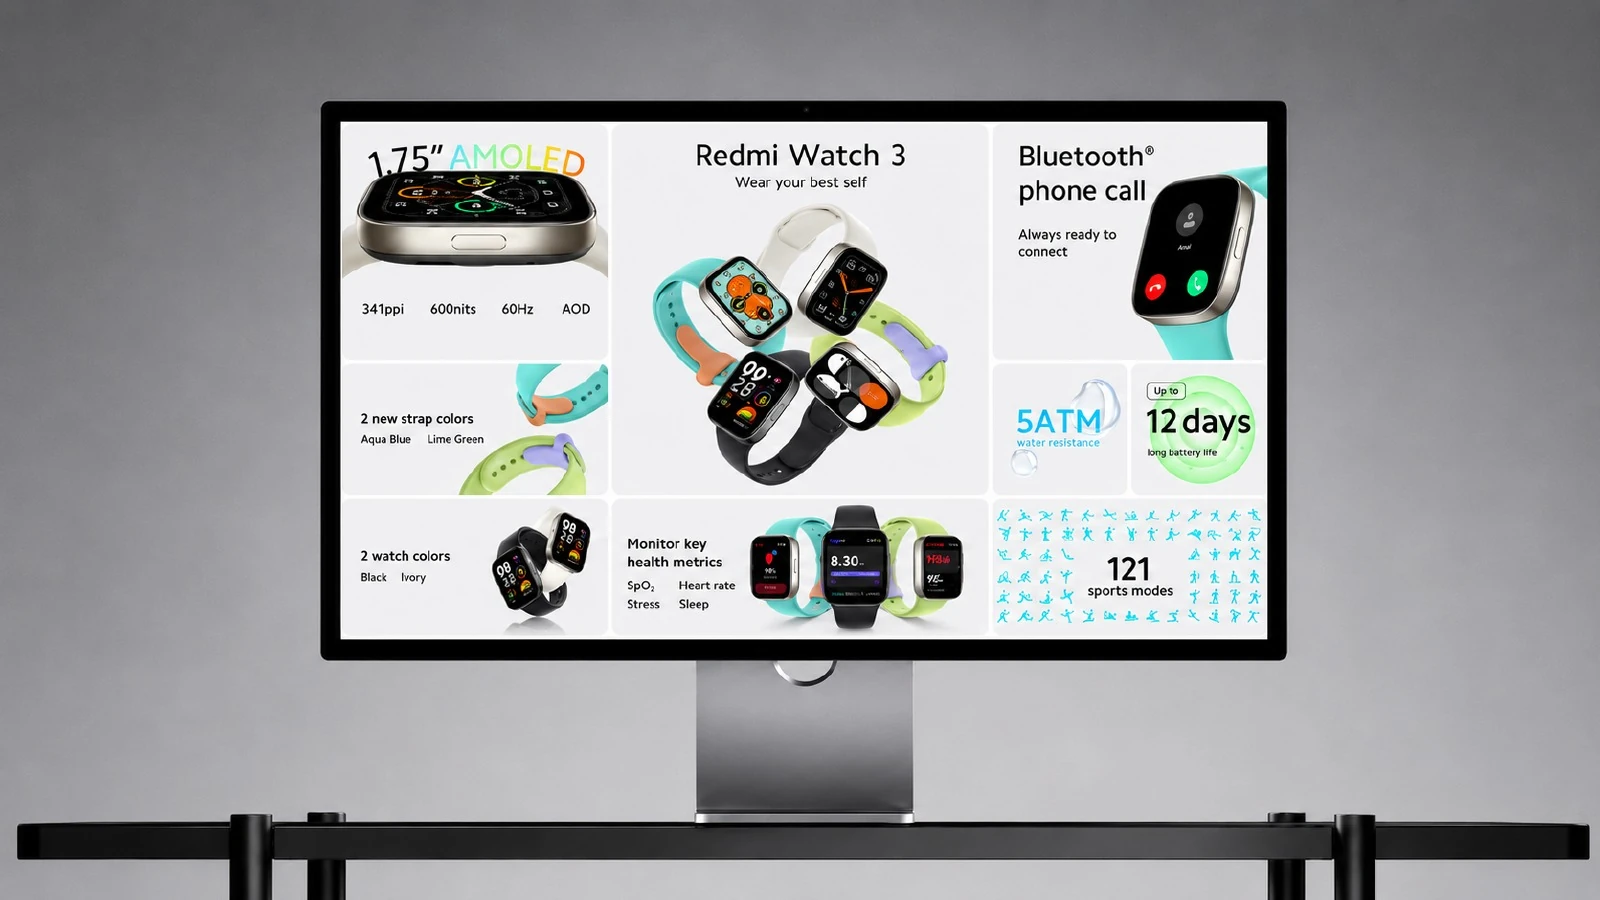 1.75” AMOLED
341ppi 600nits 60Hz AOD
2 new strap colors
Aqua Blue Lime Green
2 watch colors
Black Ivory
Redmi Watch 3
Wear your best self
Monitor key
health metrics
SpO₂ Heart rate
Stress Sleep
8.30
98%
Bluetooth®
phone call
Always ready to
connect
Amal
5ATM
water resistance
Up to
12 days
long battery life
121
sports modes